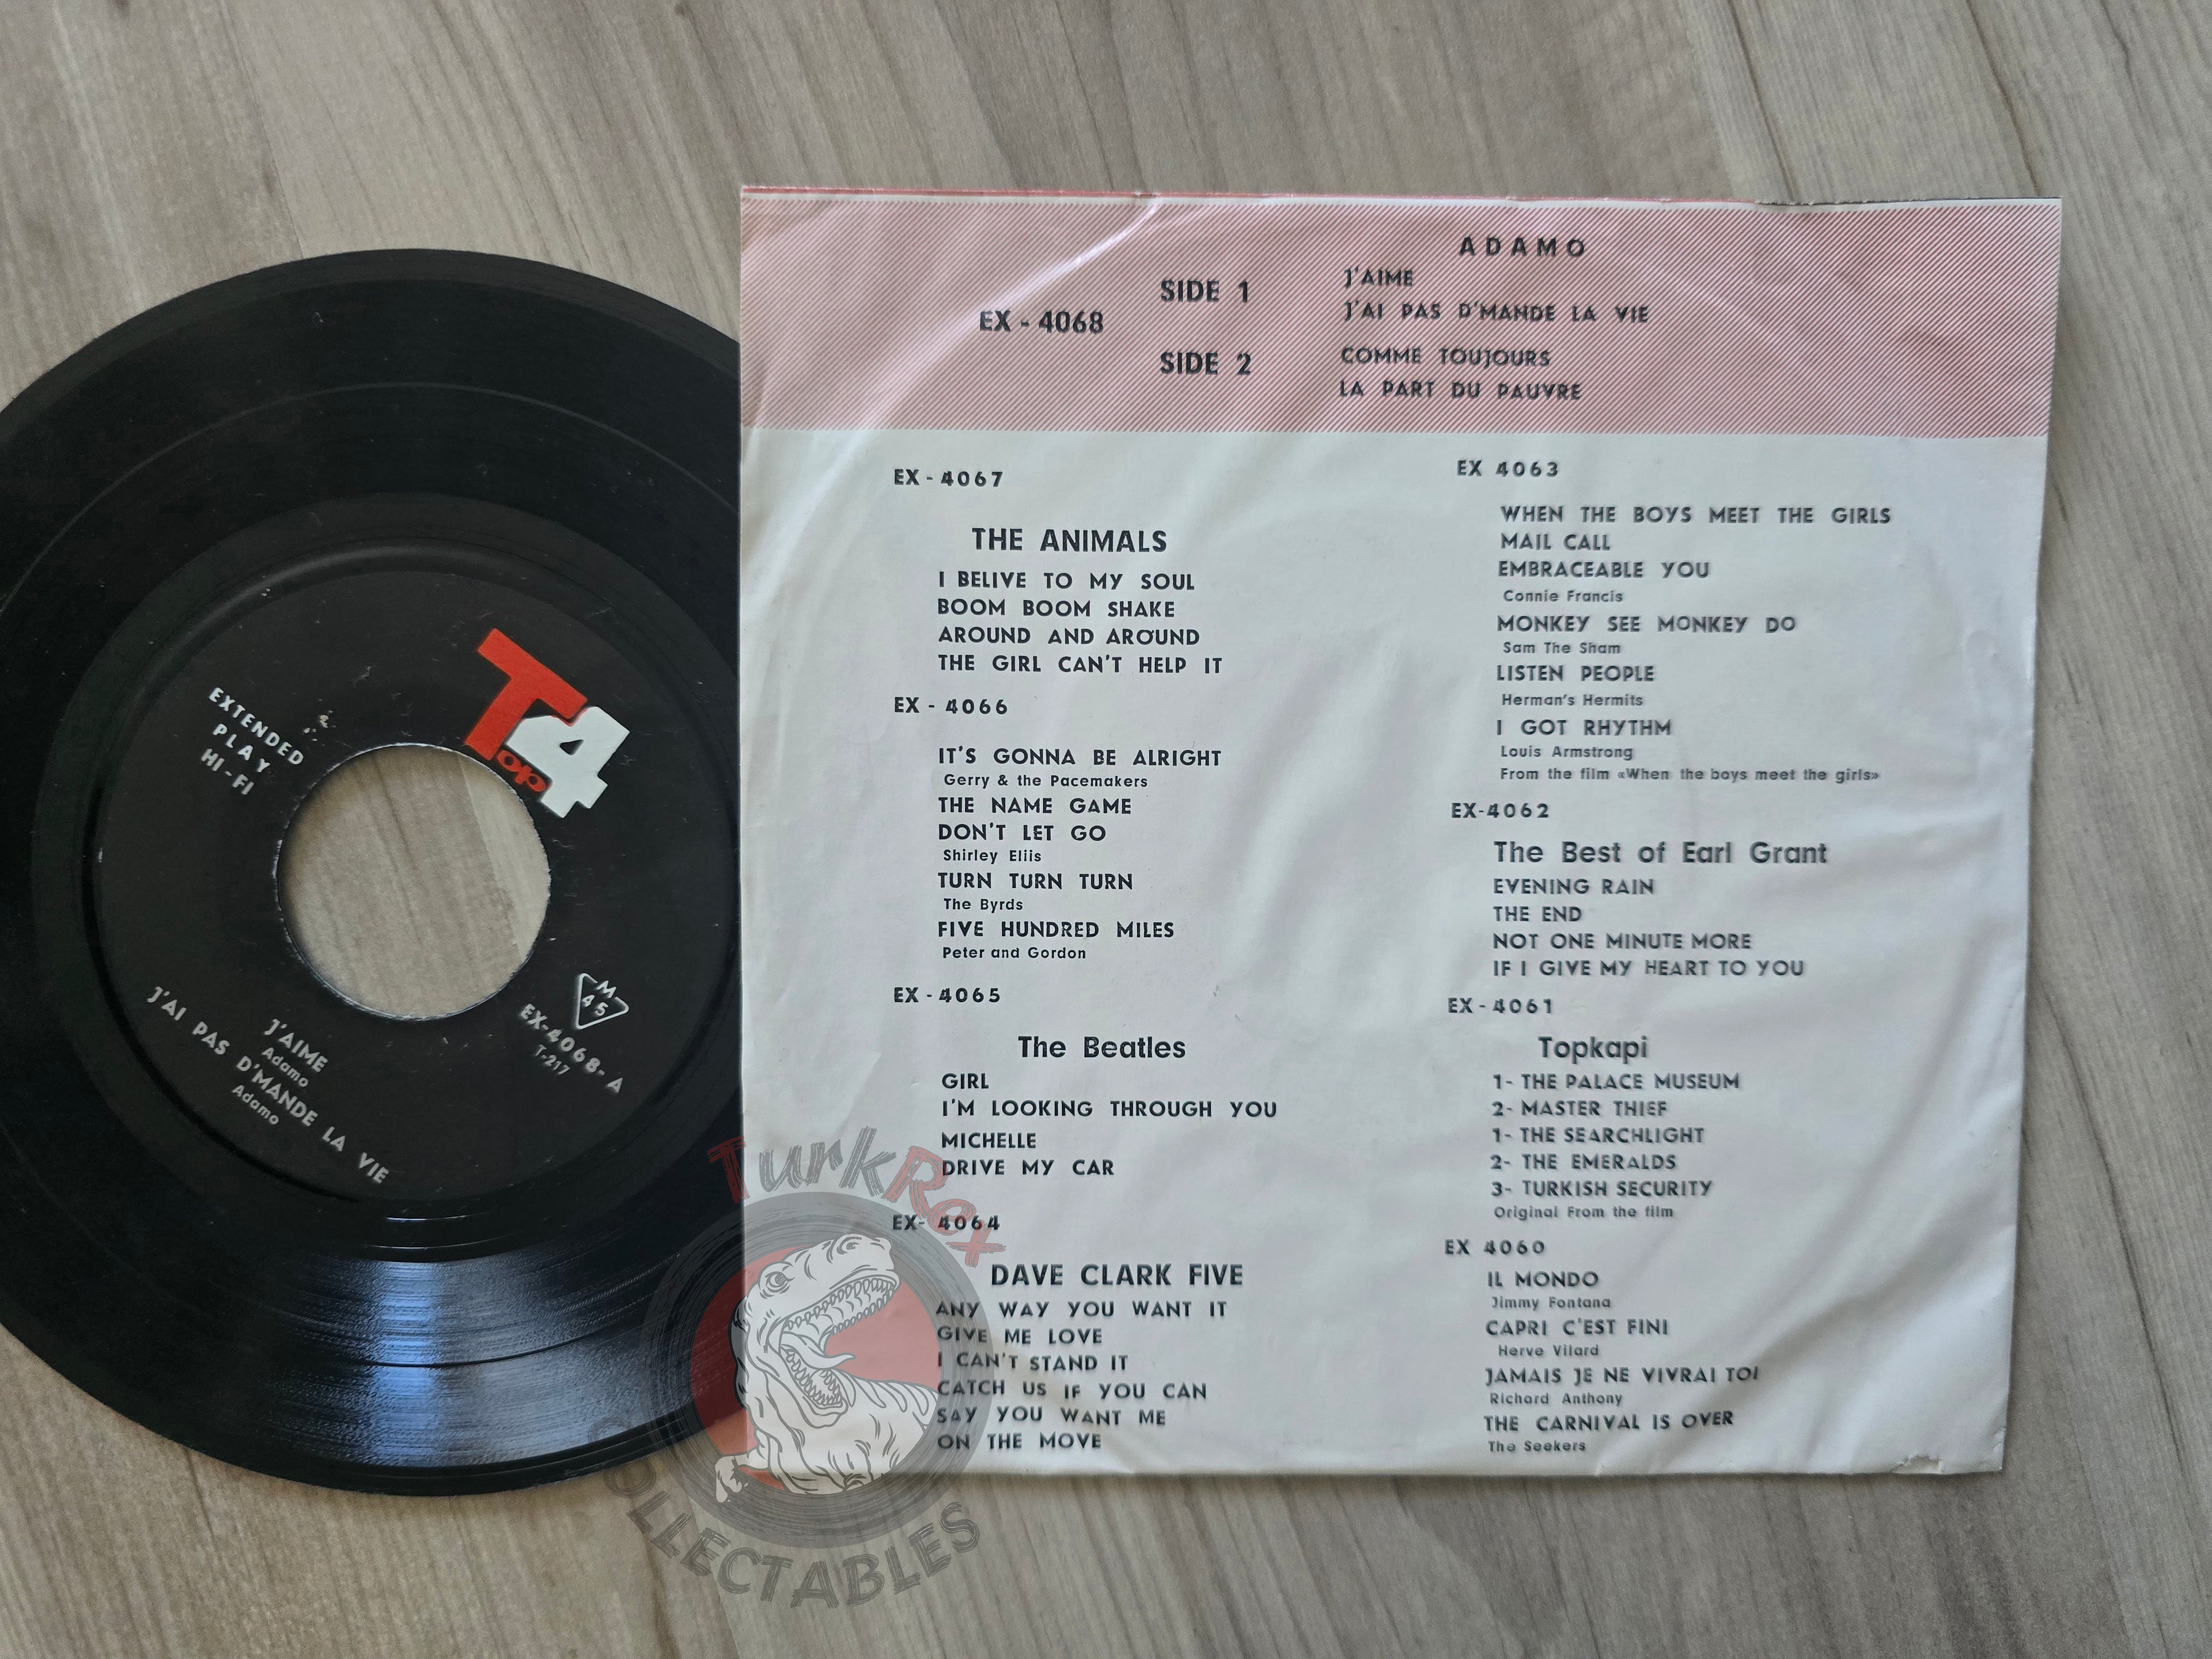 EXTENDED
PLAY
HI-FI
T4
Top
M
45
EX-4068-A
T-217
J'AIME
Adamo
J'AI PAS D'MANDE LA VIE
Adamo
ADAMO
EX - 4068
SIDE 1
J'AIME
J'AI PAS D'MANDE LA VIE
SIDE 2
COMME TOUJOURS
LA PART DU PAUVRE
EX - 4067
THE ANIMALS
I BELIVE TO MY SOUL
BOOM BOOM SHAKE
AROUND AND AROUND
THE GIRL CAN'T HELP IT
EX - 4066
IT'S GONNA BE ALRIGHT
Gerry & the Pacemakers
THE NAME GAME
DON'T LET GO
Shirley Eliis
TURN TURN TURN
The Byrds
FIVE HUNDRED MILES
Peter and Gordon
EX - 4065
The Beatles
GIRL
I'M LOOKING THROUGH YOU
MICHELLE
DRIVE MY CAR
EX- 4064
DAVE CLARK FIVE
ANY WAY YOU WANT IT
GIVE ME LOVE
I CAN'T STAND IT
CATCH US IF YOU CAN
SAY YOU WANT ME
ON THE MOVE
EX 4063
WHEN THE BOYS MEET THE GIRLS
MAIL CALL
EMBRACEABLE YOU
Connie Francis
MONKEY SEE MONKEY DO
Sam The Sham
LISTEN PEOPLE
Herman's Hermits
I GOT RHYTHM
Louis Armstrong
From the film «When the boys meet the girls»
EX-4062
The Best of Earl Grant
EVENING RAIN
THE END
NOT ONE MINUTE MORE
IF I GIVE MY HEART TO YOU
EX - 4061
Topkapi
1- THE PALACE MUSEUM
2- MASTER THIEF
1- THE SEARCHLIGHT
2- THE EMERALDS
3- TURKISH SECURITY
Original From the film
EX 4060
IL MONDO
Jimmy Fontana
CAPRI C'EST FINI
Herve Vilard
JAMAIS JE NE VIVRAI TOI
Richard Anthony
THE CARNIVAL IS OVER
The Seekers
TurkRex
COLLECTABLES